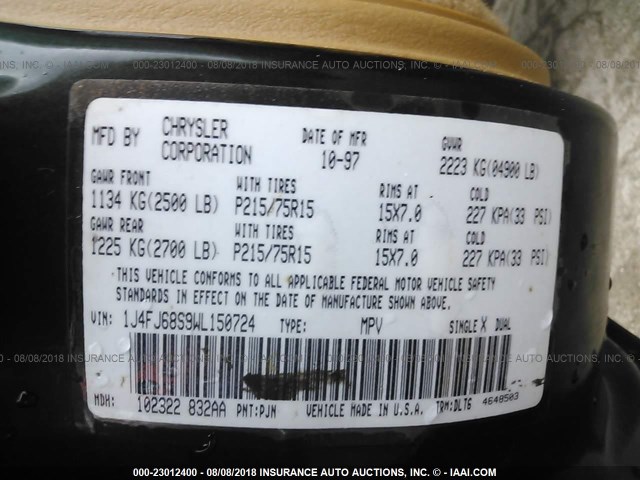 000-23012400 - 08/08/2018 INSURANCE AUTO AUCTIONS, INC. - © IAAI.COM
MFD BY CHRYSLER CORPORATION DATE OF MFR 10-97 GVWR 2223 KG(04900 LB)
GAWR FRONT WITH TIRES RIMS AT COLD
1134 KG(2500 LB) P215/75R15 15X7.0 227 KPA(33 PSI)
GAWR REAR WITH TIRES RIMS AT COLD
1225 KG(2700 LB) P215/75R15 15X7.0 227 KPA(33 PSI)
THIS VEHICLE CONFORMS TO ALL APPLICABLE FEDERAL MOTOR VEHICLE SAFETY
STANDARDS IN EFFECT ON THE DATE OF MANUFACTURE SHOWN ABOVE.
VIN: 1J4FJ68S9WL150724 TYPE: MPV SINGLE X DUAL
MDH: 102322 832AA PNT:PJN VEHICLE MADE IN U.S.A. TRM:DLT6 4648503
000-23012400 - 08/08/2018 INSURANCE AUTO AUCTIONS, INC. - © IAAI.COM